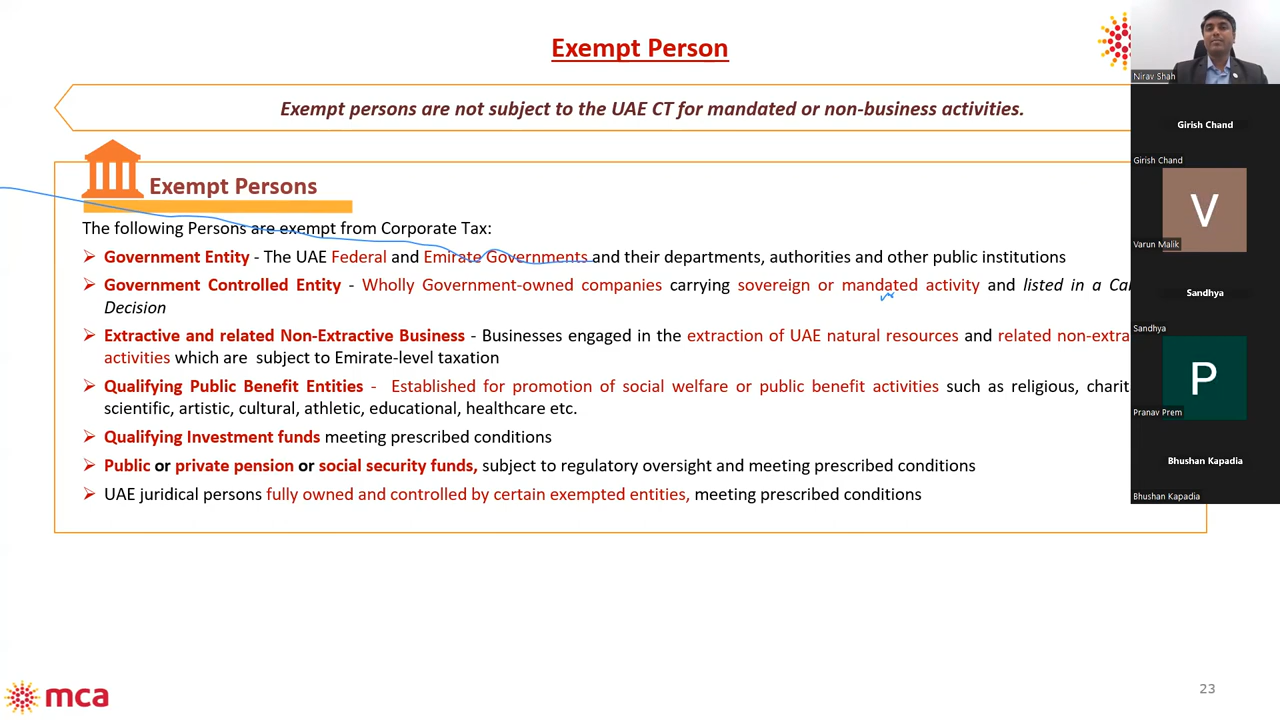 Exempt Person
Exempt persons are not subject to the UAE CT for mandated or non-business activities.
Exempt Persons
The following Persons are exempt from Corporate Tax:
Government Entity - The UAE Federal and Emirate Governments and their departments, authorities and other public institutions
Government Controlled Entity - Wholly Government-owned companies carrying sovereign or mandated activity and listed in a
Decision
Extractive and related Non-Extractive Business - Businesses engaged in the extraction of UAE natural resources and related
activities which are subject to Emirate-level taxation
Qualifying Public Benefit Entities - Established for promotion of social welfare or public benefit activities such as religious,
scientific, artistic, cultural, athletic, educational, healthcare etc.
Qualifying Investment funds meeting prescribed conditions
Public or private pension or social security funds, subject to regulatory oversight and meeting prescribed conditions
UAE juridical persons fully owned and controlled by certain exempted entities, meeting prescribed conditions
mca
23
Nirav Shah
Girish Chand
Girish Chand
V
Varun Malik
Sandhya
Sandhya
P
Pranav Prem
Bhushan Kapadia
Bhushan Kapadia